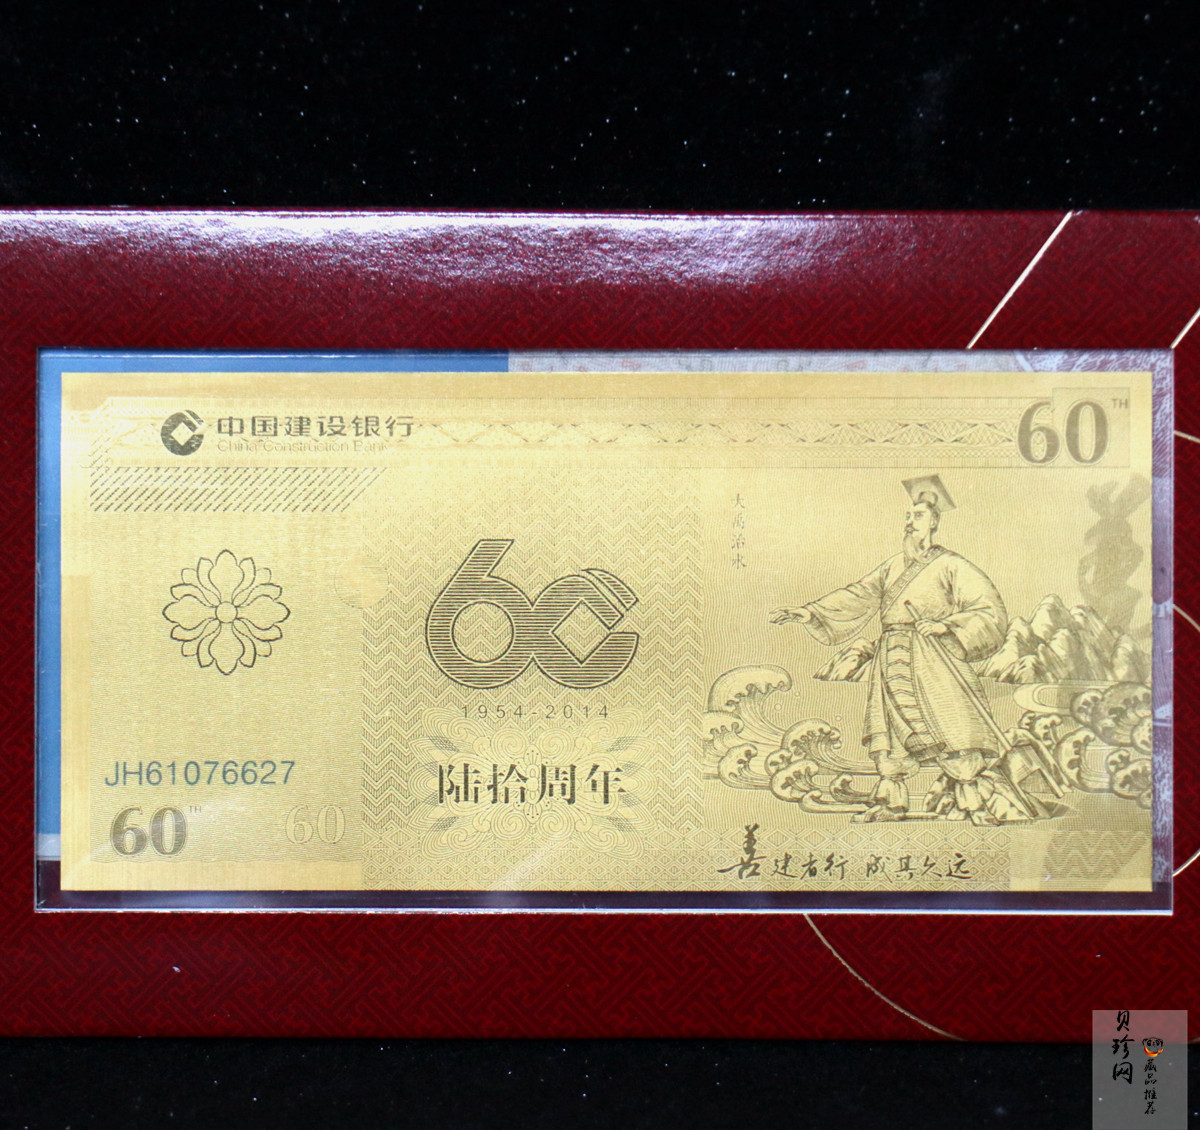 中国建设银行
China Construction Bank
60TH
大禹治水
60
1954-2014
陆拾周年
JH61076627
60TH
60
善建者行 成其久远
贝珍网
藏品推荐